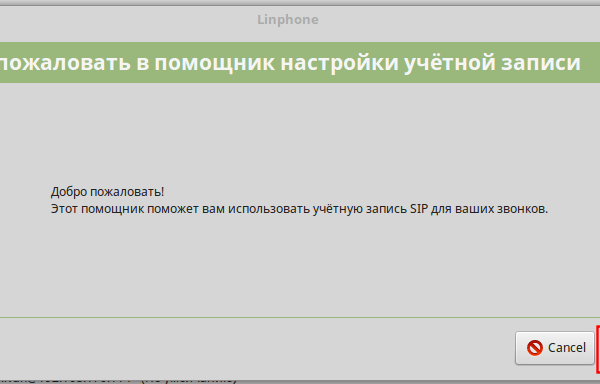 Linphone
пожаловать в помощник настройки учётной записи
Добро пожаловать!
Этот помощник поможет вам использовать учётную запись SIP для ваших звонков.
Cancel